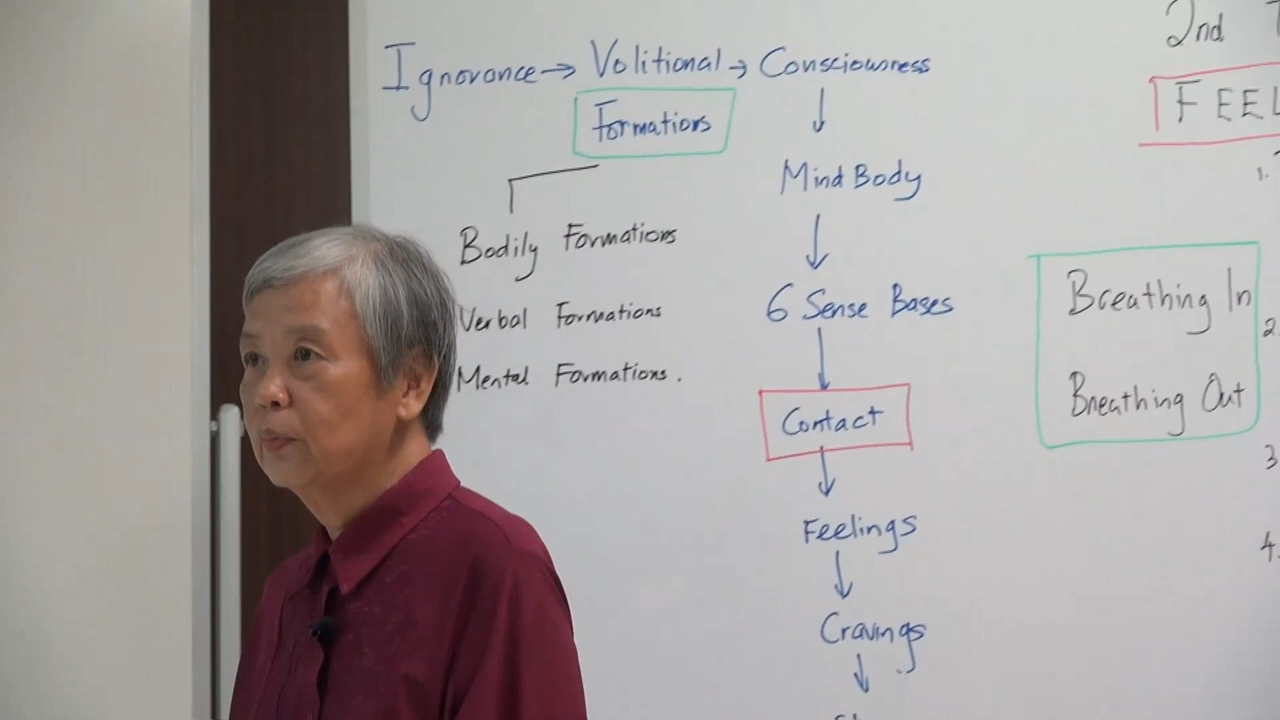 Ignorance → Volitional → Consciousness
Formations
Bodily Formations
Verbal Formations
Mental Formations.
↓
Mind Body
↓
6 Sense Bases
↓
Contact
↓
Feelings
↓
Cravings
↓
2nd
FEEL
1.
Breathing In
Breathing Out
2.
3
4.